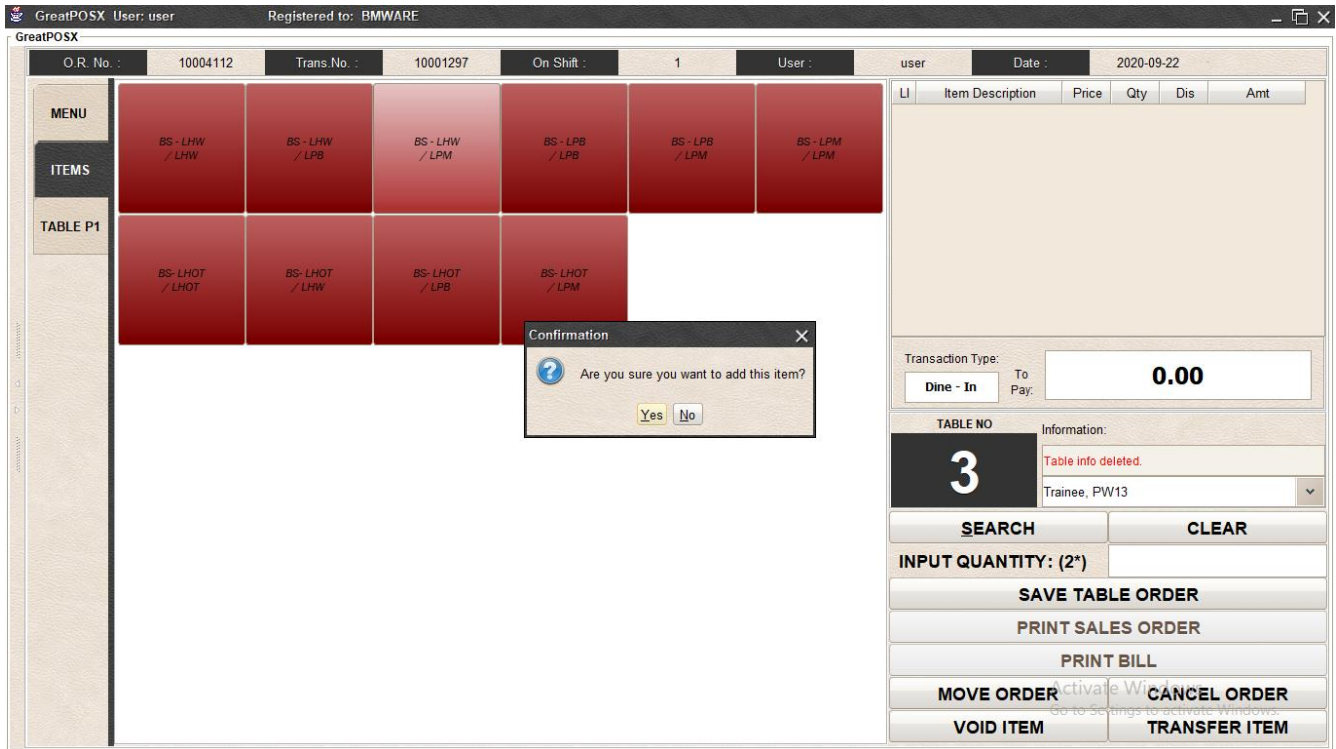 GreatPOSX User: user Registered to: BMWARE
GreatPOSX
O.R. No. : 10004112 Trans.No. : 10001297 On Shift : 1 User : user Date : 2020-09-22
MENU
ITEMS
TABLE P1
BS - LHW / LHW
BS - LHW / LPB
BS - LHW / LPM
BS - LPB / LPB
BS - LPB / LPM
BS - LPM / LPM
BS- LHOT / LHOT
BS- LHOT / LHW
BS- LHOT / LPB
BS- LHOT / LPM
Confirmation
Are you sure you want to add this item?
Yes No
LI Item Description Price Qty Dis Amt
Transaction Type:
Dine - In
To Pay:
0.00
TABLE NO
3
Information:
Table info deleted.
Trainee, PW13
SEARCH CLEAR
INPUT QUANTITY: (2*)
SAVE TABLE ORDER
PRINT SALES ORDER
PRINT BILL
Activate Windows
Go to Settings to activate Windows.
MOVE ORDER CANCEL ORDER
VOID ITEM TRANSFER ITEM